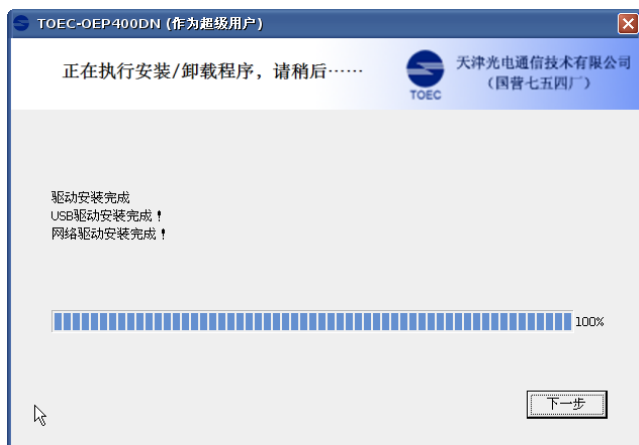 TOEC-OEP400DN (作为超级用户)
正在执行安装/卸载程序，请稍后……
TOEC
天津光电通信技术有限公司
（国营七五四厂）
驱动安装完成
USB驱动安装完成！
网络驱动安装完成！
100%
下一步